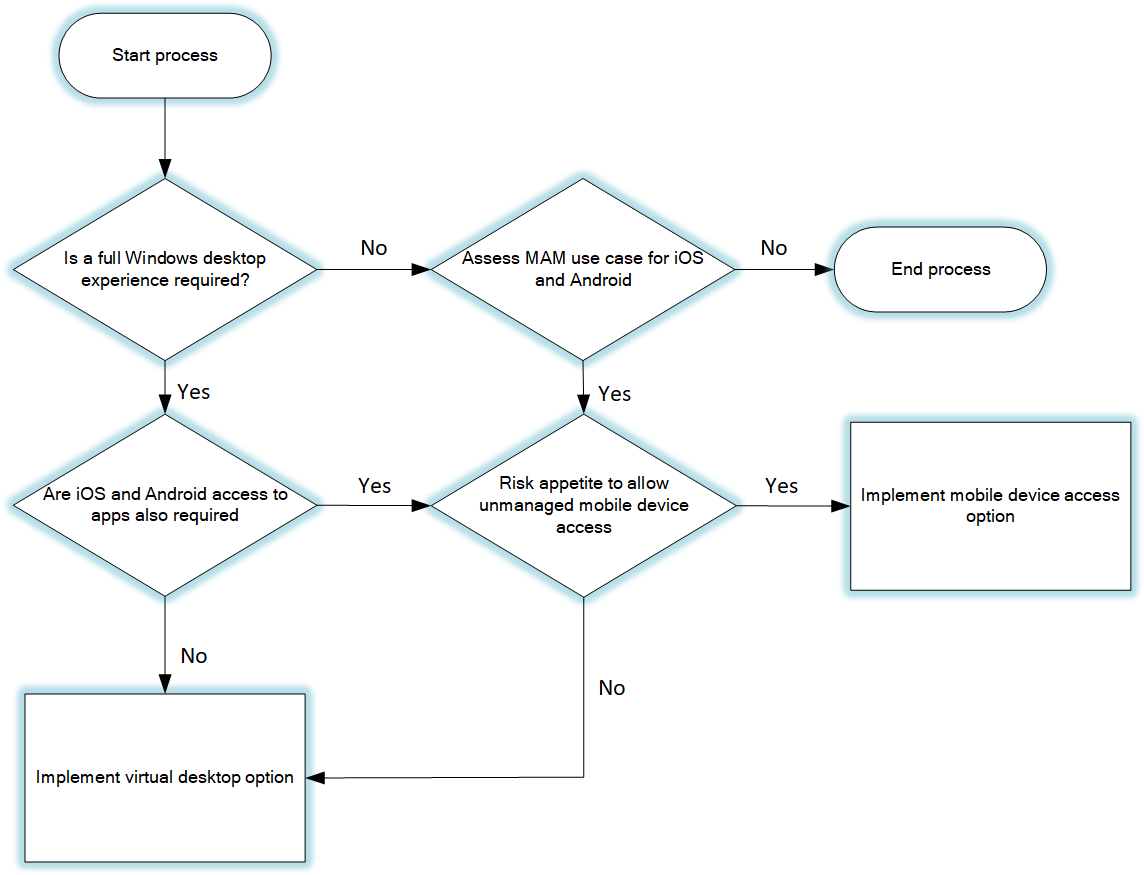 Start process
Is a full Windows desktop
experience required?
No
Assess MAM use case for iOS
and Android
No
End process
Yes
Yes
Are iOS and Android access to
apps also required
Yes
Risk appetite to allow
unmanaged mobile device
access
Yes
Implement mobile device access
option
No
No
Implement virtual desktop option